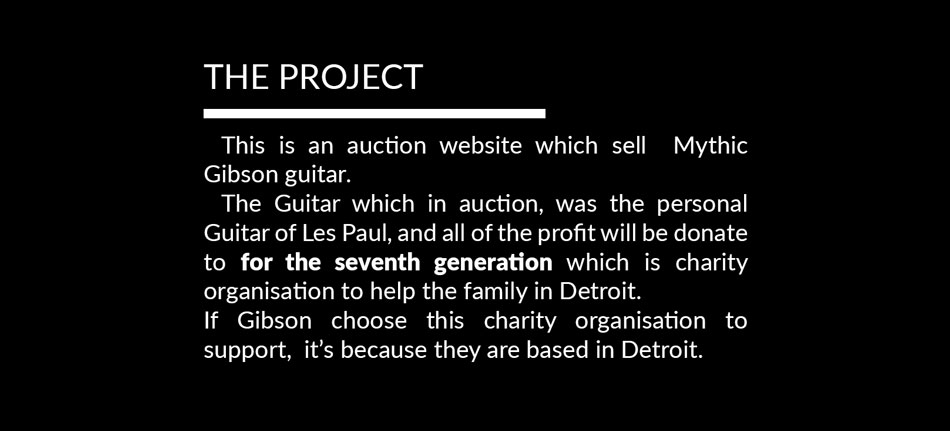 THE PROJECT
This is an auction website which sell Mythic
Gibson guitar.
The Guitar which in auction, was the personal
Guitar of Les Paul, and all of the profit will be donate
to for the seventh generation which is charity
organisation to help the family in Detroit.
If Gibson choose this charity organisation to
support, it’s because they are based in Detroit.